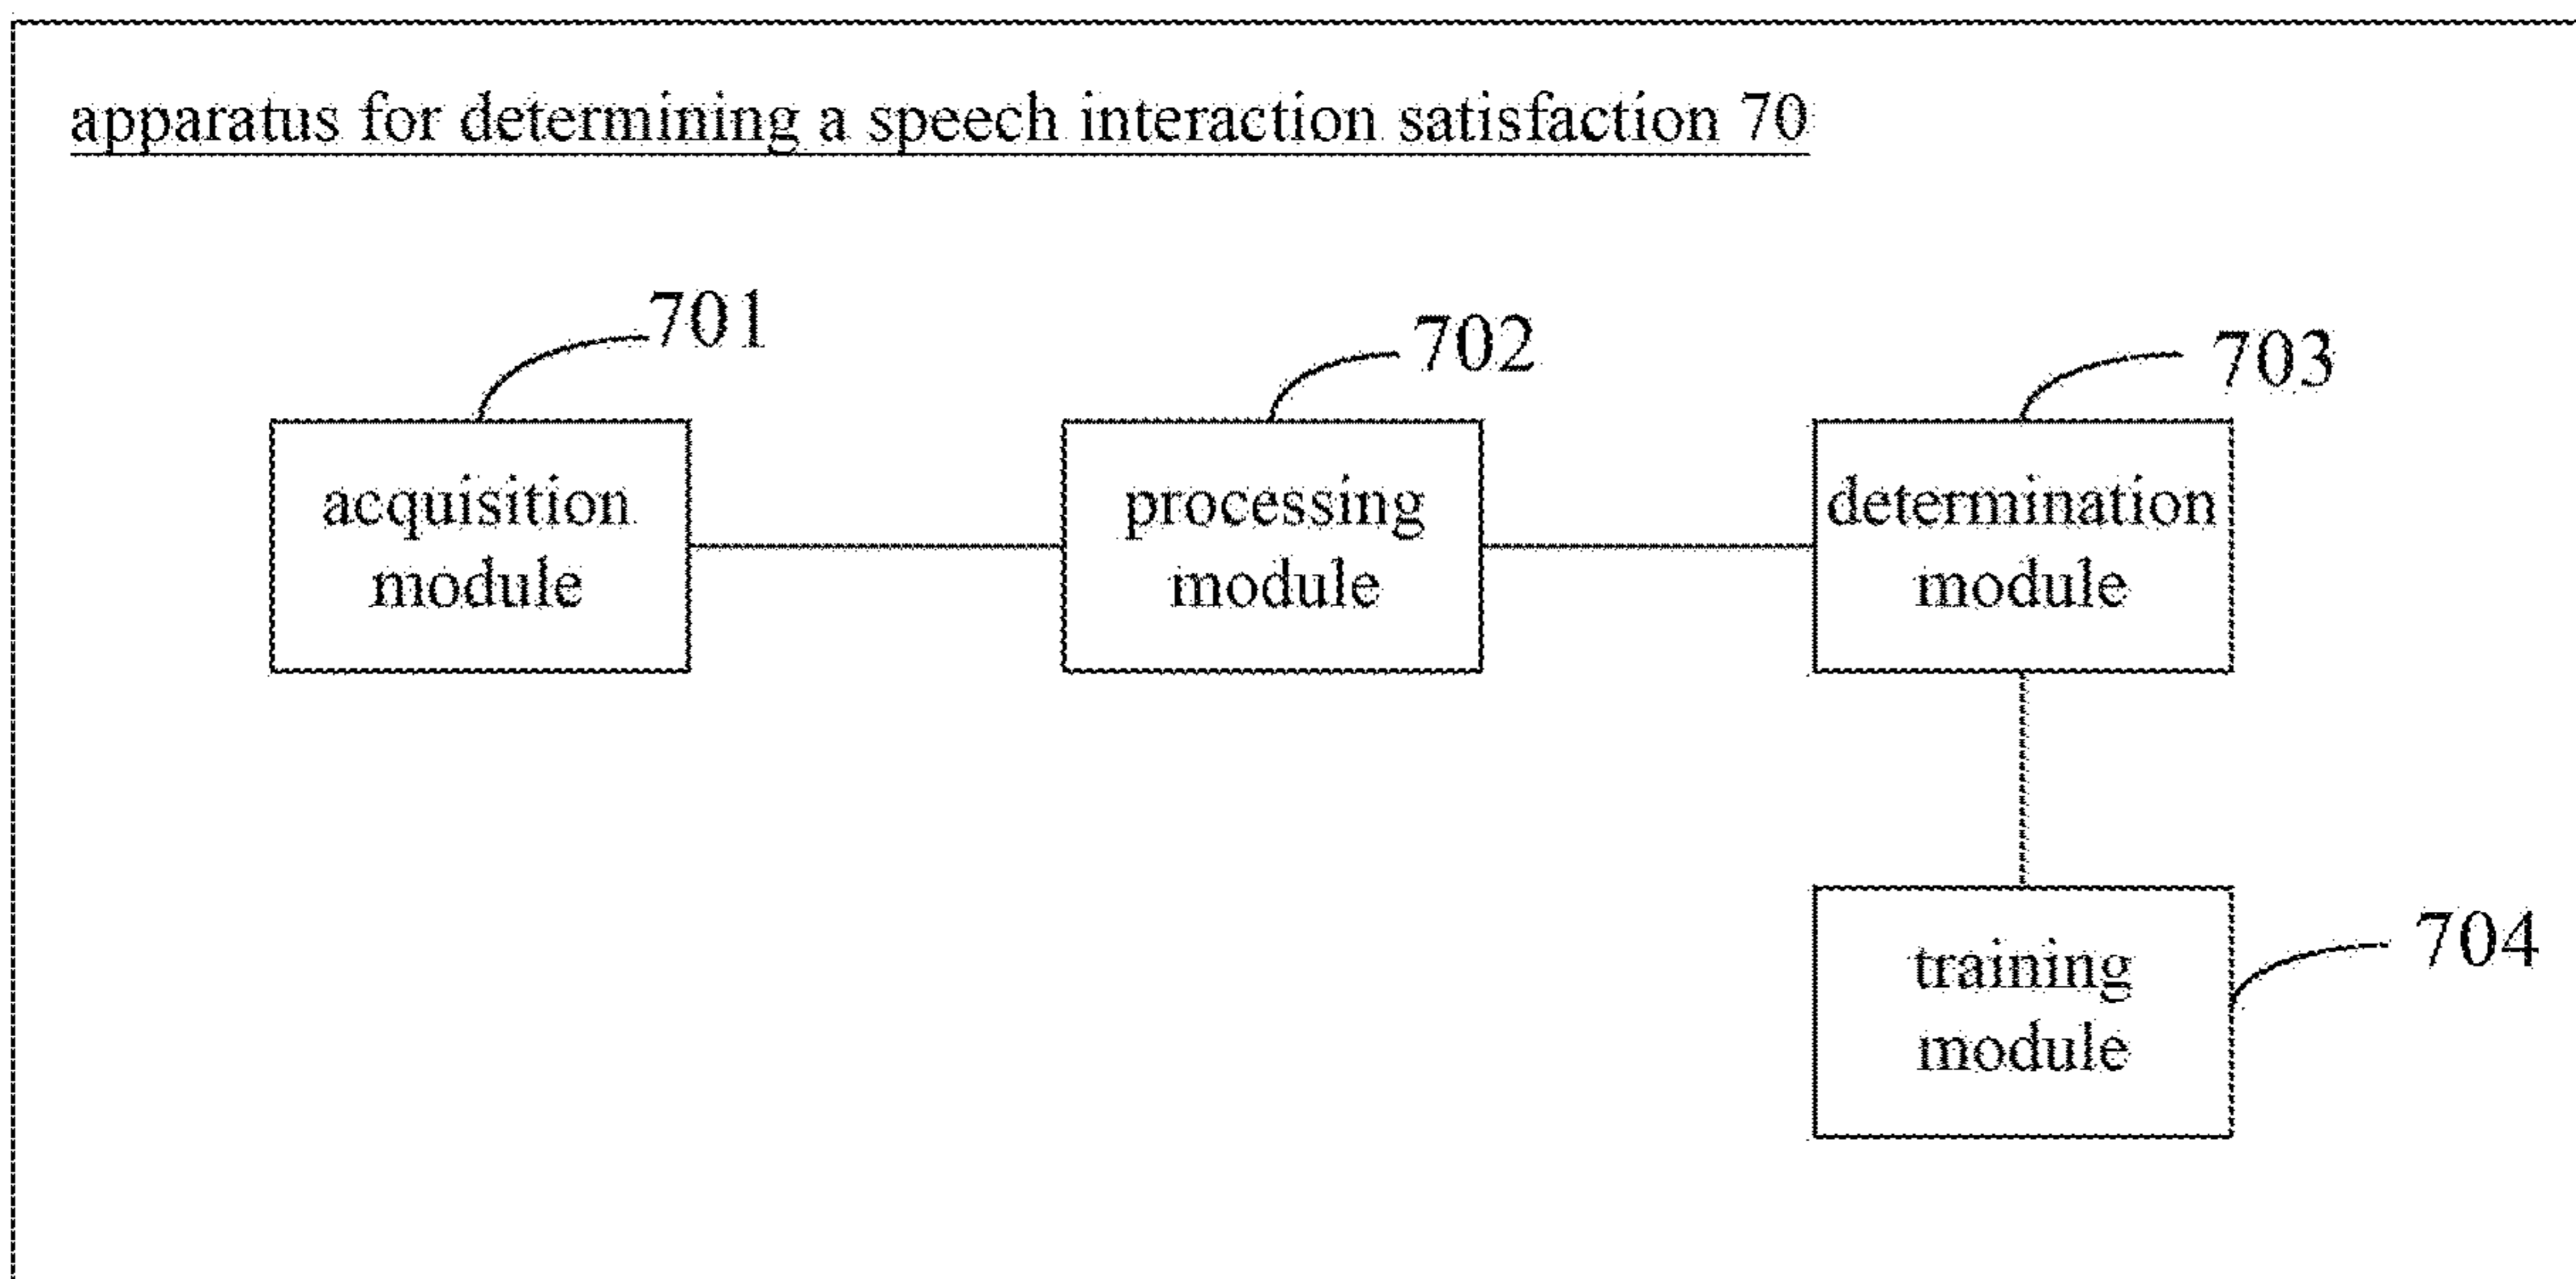 apparatus for determining a speech interaction satisfaction 70
701
702
703
acquisition
module
processing
module
determination
module
training
module
704